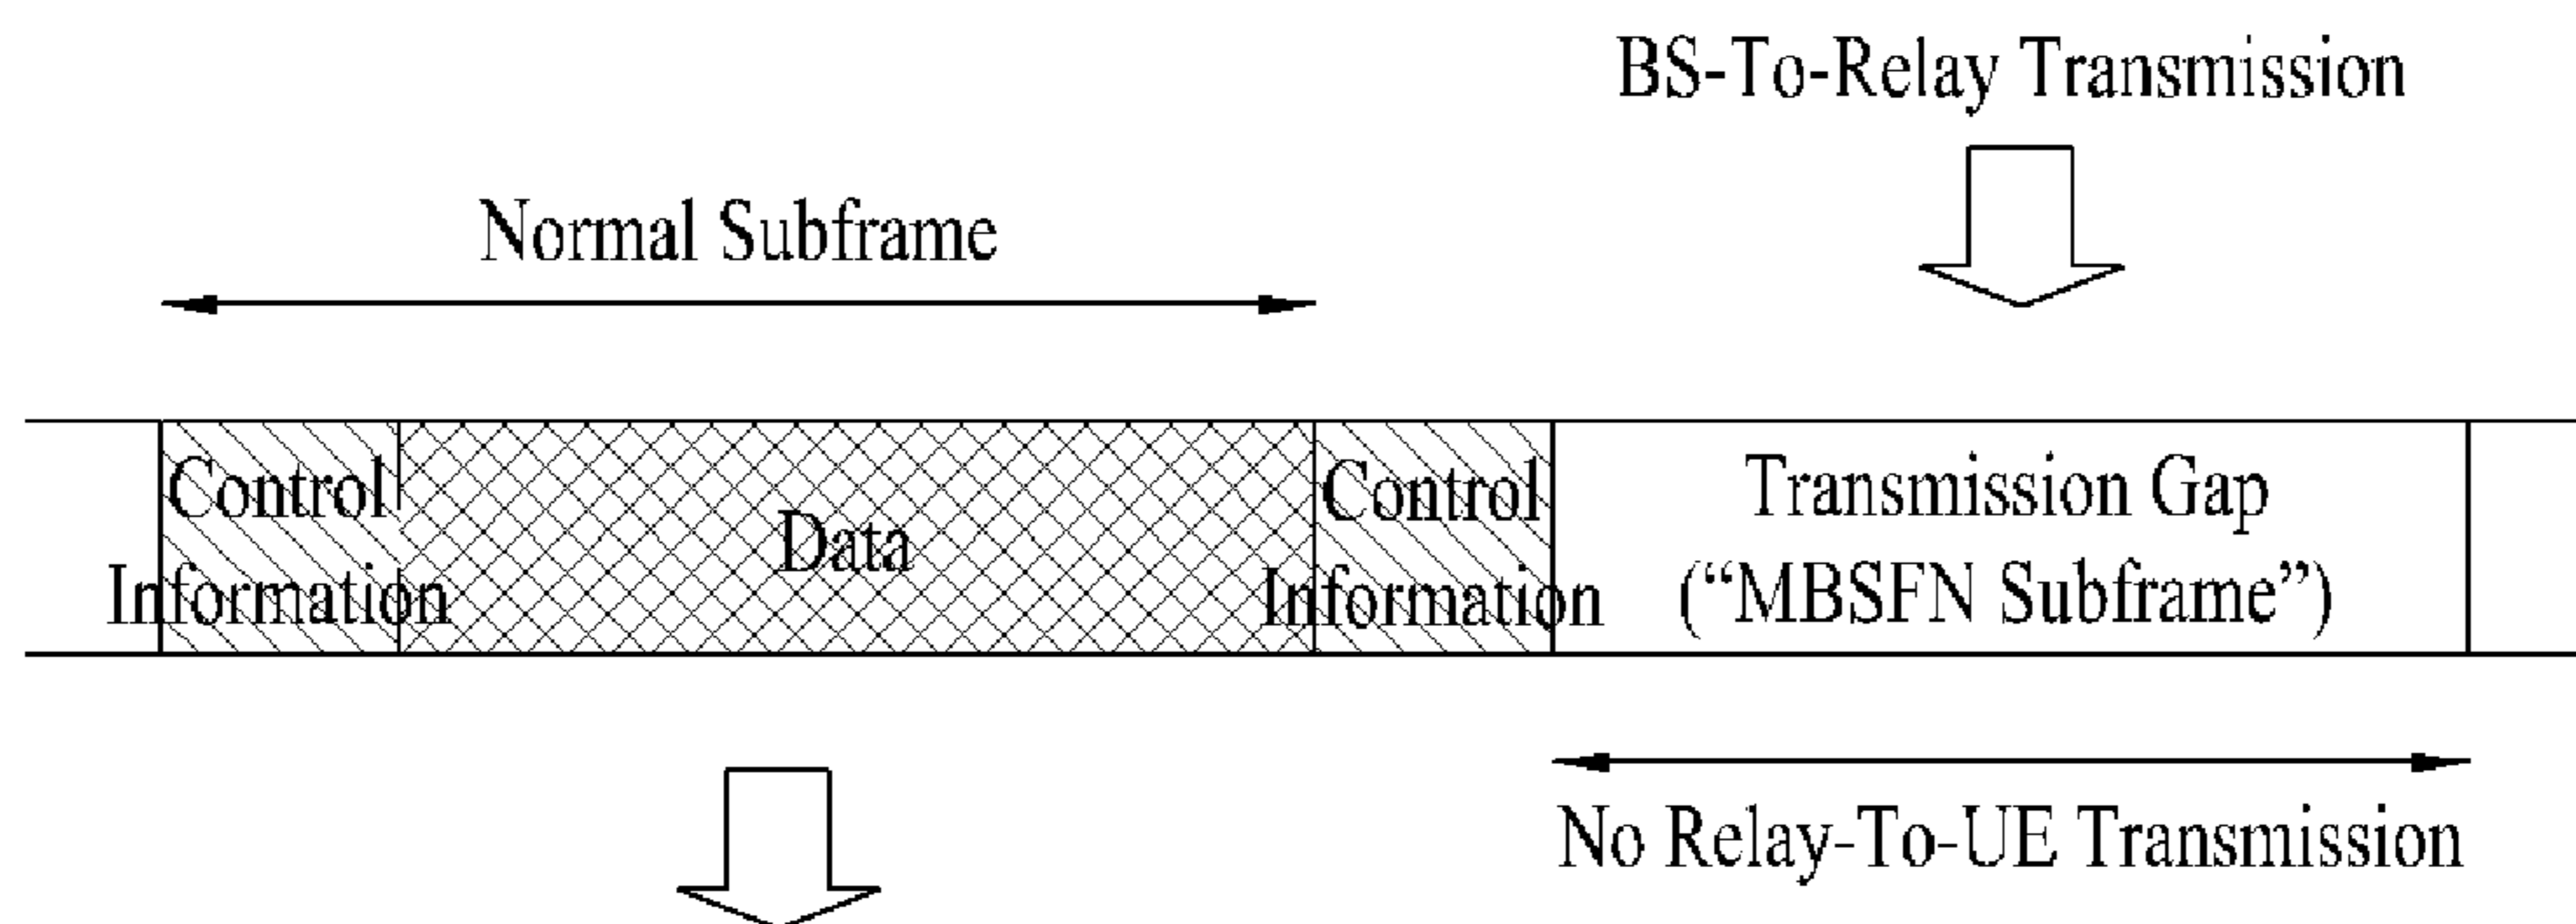 BS-To-Relay Transmission
Normal Subframe
Control
Information
Data
Control
Information
Transmission Gap
(“MBSFN Subframe”)
No Relay-To-UE Transmission